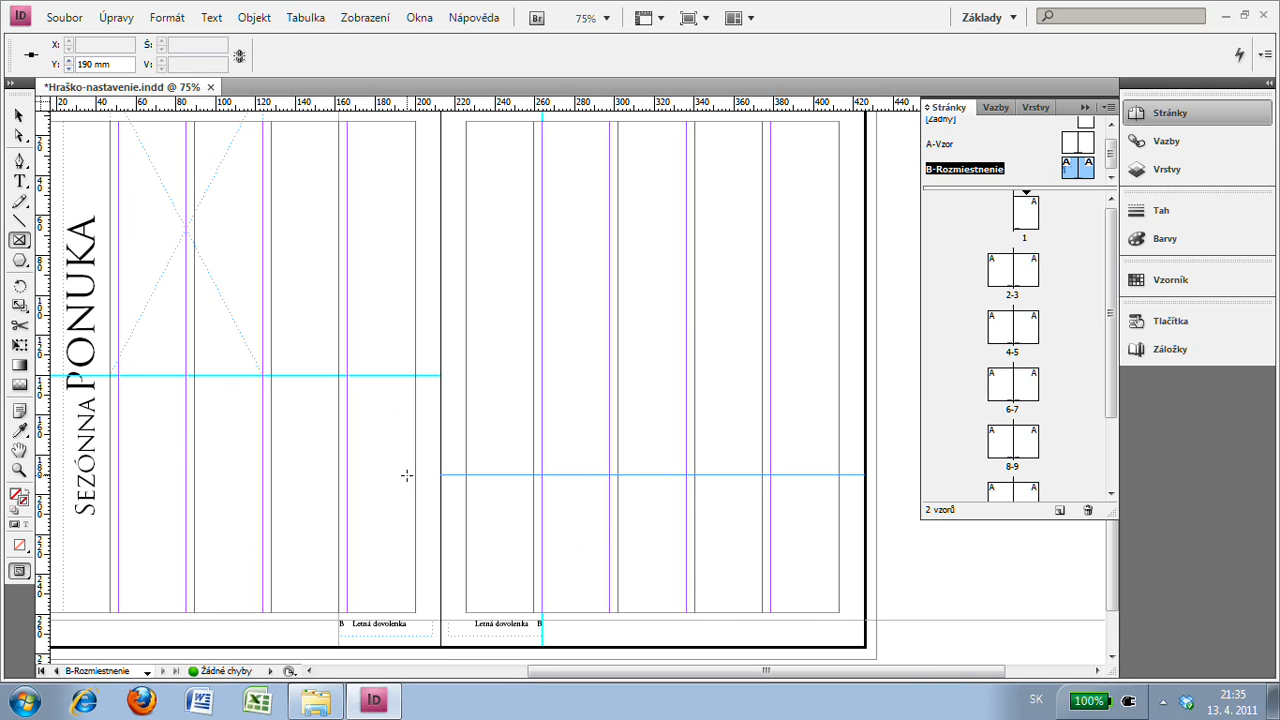 Soubor Úpravy Formát Text Objekt Tabulka Zobrazení Okna Nápověda Br 75% Základy
X: Š:
Y: 190 mm V:
*Hraško-nastavenie.indd @ 75%
20 40 60 80 100 120 140 160 180 200 220 240 260 280 300 320 340 360 380 400 420 440
Stránky Vazby Vrstvy
[Žádný]
A-Vzor
B-Rozmiestnenie
A A
A
1
A A
2-3
A A
4-5
A A
6-7
A A
8-9
A A
2 vzorů
Stránky
Vazby
Vrstvy
Tah
Barvy
Vzorník
Tlačítka
Záložky
Sezónna Ponuka
B Letná dovolenka
Letná dovolenka B
B-Rozmiestnenie Žádné chyby
SK 100% 21:35
13. 4. 2011